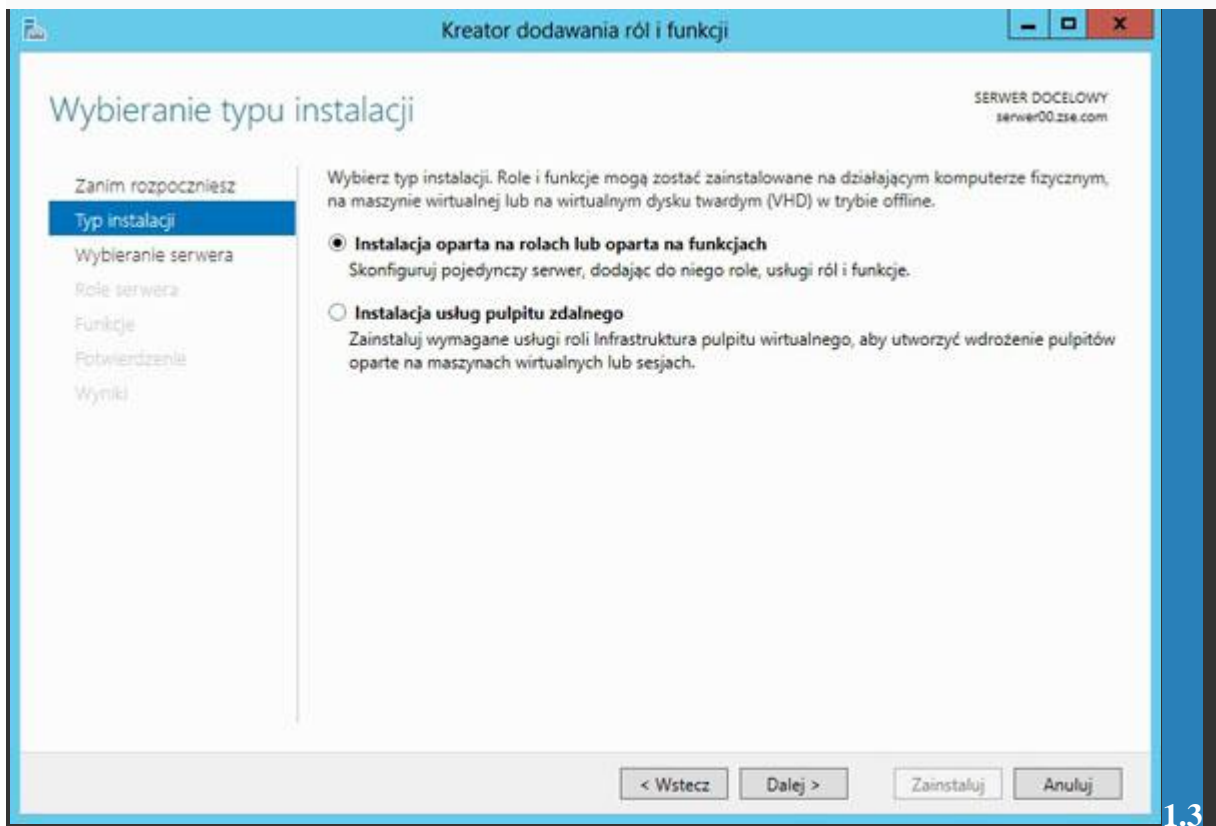 Kreator dodawania ról i funkcji
Wybieranie typu instalacji
SERWER DOCELOWY
serwer00.zse.com
Zanim rozpoczniesz
Typ instalacji
Wybieranie serwera
Role serwera
Funkcje
Potwierdzenie
Wyniki
Wybierz typ instalacji. Role i funkcje mogą zostać zainstalowane na działającym komputerze fizycznym,
na maszynie wirtualnej lub na wirtualnym dysku twardym (VHD) w trybie offline.
Instalacja oparta na rolach lub oparta na funkcjach
Skonfiguruj pojedynczy serwer, dodając do niego role, usługi ról i funkcje.
Instalacja usług pulpitu zdalnego
Zainstaluj wymagane usługi roli Infrastruktura pulpitu wirtualnego, aby utworzyć wdrożenie pulpitów
oparte na maszynach wirtualnych lub sesjach.
< Wstecz
Dalej >
Zainstaluj
Anuluj
1.3